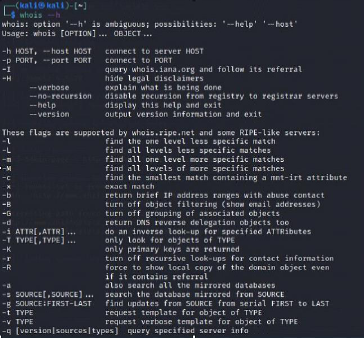 (kali㉿kali)-[~]
$ whois --h
whois: option '--h' is ambiguous; possibilities: '--help' '--host'
Usage: whois [OPTION]... OBJECT...
-h HOST, --host HOST connect to server HOST
-p PORT, --port PORT connect to PORT
-I query whois.iana.org and follow its referral
-H hide legal disclaimers
--verbose explain what is being done
--no-recursion disable recursion from registry to registrar servers
--help display this help and exit
--version output version information and exit
These flags are supported by whois.ripe.net and some RIPE-like servers:
-l find the one level less specific match
-L find all levels less specific matches
-m find all one level more specific matches
-M find all levels of more specific matches
-c find the smallest match containing a mnt-irt attribute
-x exact match
-b return brief IP address ranges with abuse contact
-B turn off object filtering (show email addresses)
-G turn off grouping of associated objects
-d return DNS reverse delegation objects too
-i ATTR[,ATTR]... do an inverse look-up for specified ATTRibutes
-T TYPE[,TYPE]... only look for objects of TYPE
-K only primary keys are returned
-r turn off recursive look-ups for contact information
-R force to show local copy of the domain object even
if it contains referral
-a also search all the mirrored databases
-s SOURCE[,SOURCE]... search the database mirrored from SOURCE
-g SOURCE:FIRST-LAST find updates from SOURCE from serial FIRST to LAST
-t TYPE request template for object of TYPE
-v TYPE request verbose template for object of TYPE
-q [version|sources|types] query specified server info